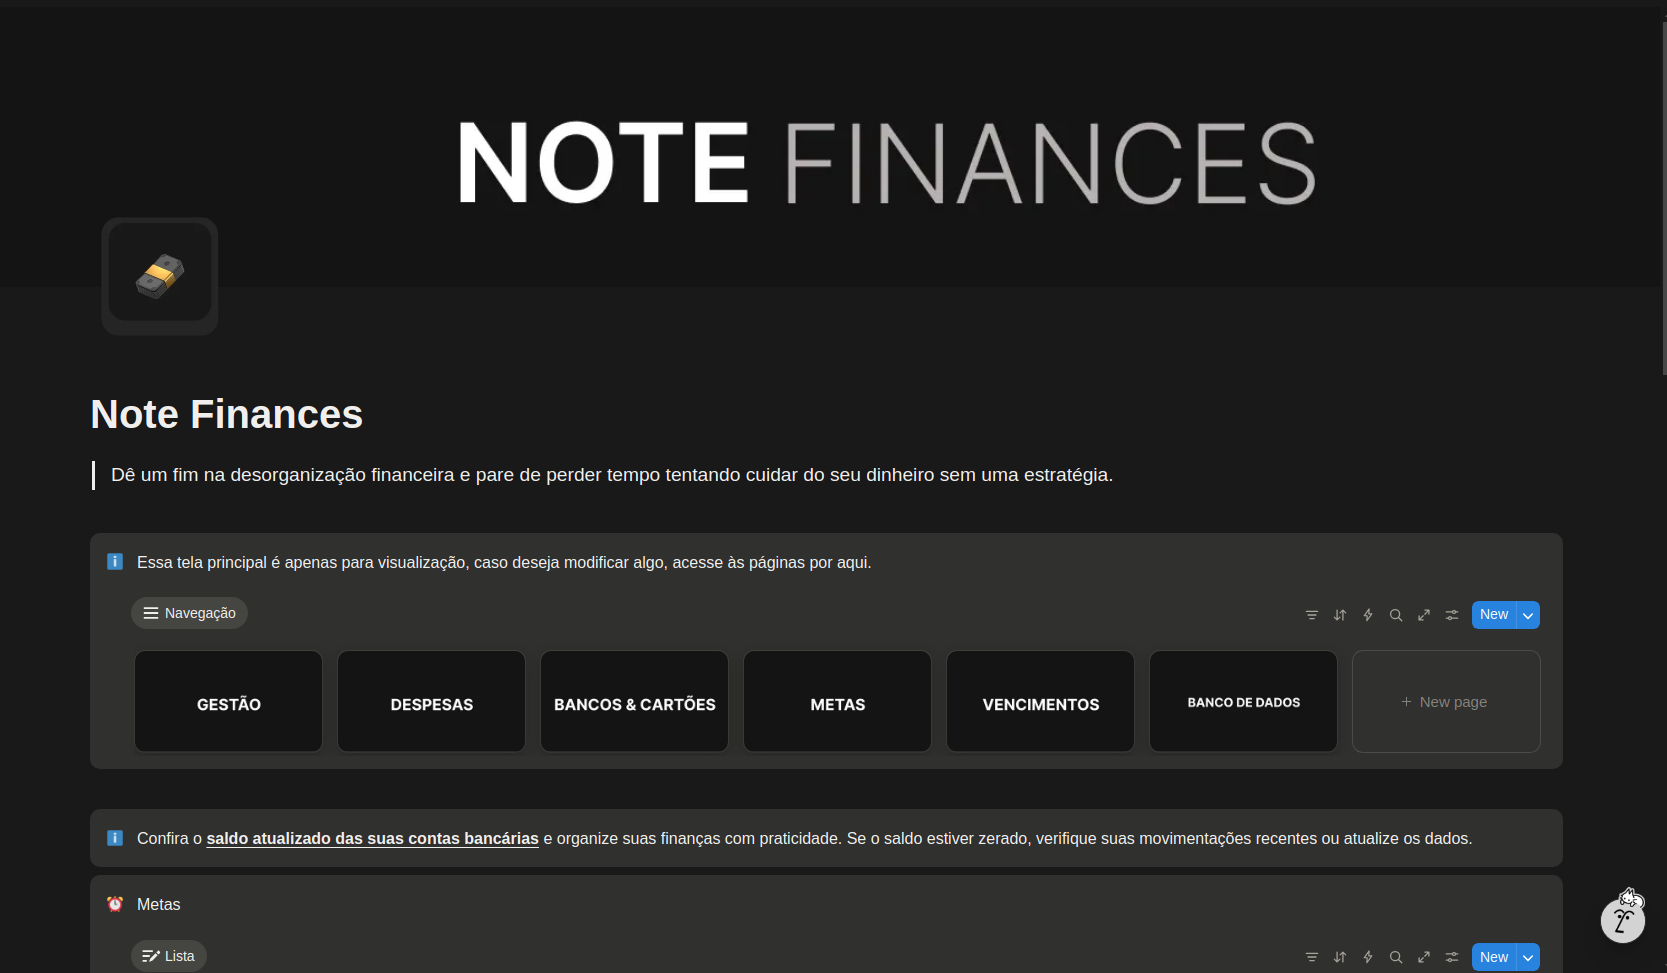 NOTE FINANCES
Note Finances
Dê um fim na desorganização financeira e pare de perder tempo tentando cuidar do seu dinheiro sem uma estratégia.
Essa tela principal é apenas para visualização, caso deseja modificar algo, acesse às páginas por aqui.
Navegação
New
GESTÃO
DESPESAS
BANCOS & CARTÕES
METAS
VENCIMENTOS
BANCO DE DADOS
+ New page
Confira o saldo atualizado das suas contas bancárias e organize suas finanças com praticidade. Se o saldo estiver zerado, verifique suas movimentações recentes ou atualize os dados.
Metas
Lista
New